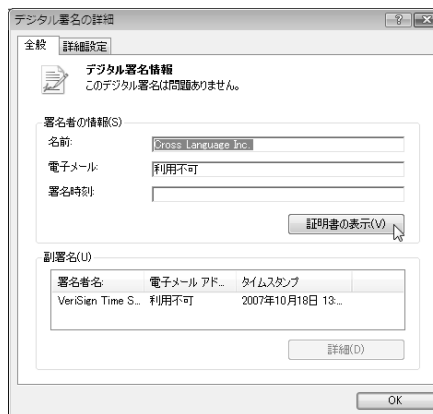 デジタル署名の詳細
全般 詳細設定
デジタル署名情報
このデジタル署名は問題ありません。
署名者の情報(S)
名前: Cross Language Inc.
電子メール: 利用不可
署名時刻:
証明書の表示(V)
副署名(U)
署名者名: 電子メール アド... タイムスタンプ
VeriSign Time S... 利用不可 2007年10月18日 13:...
詳細(D)
OK